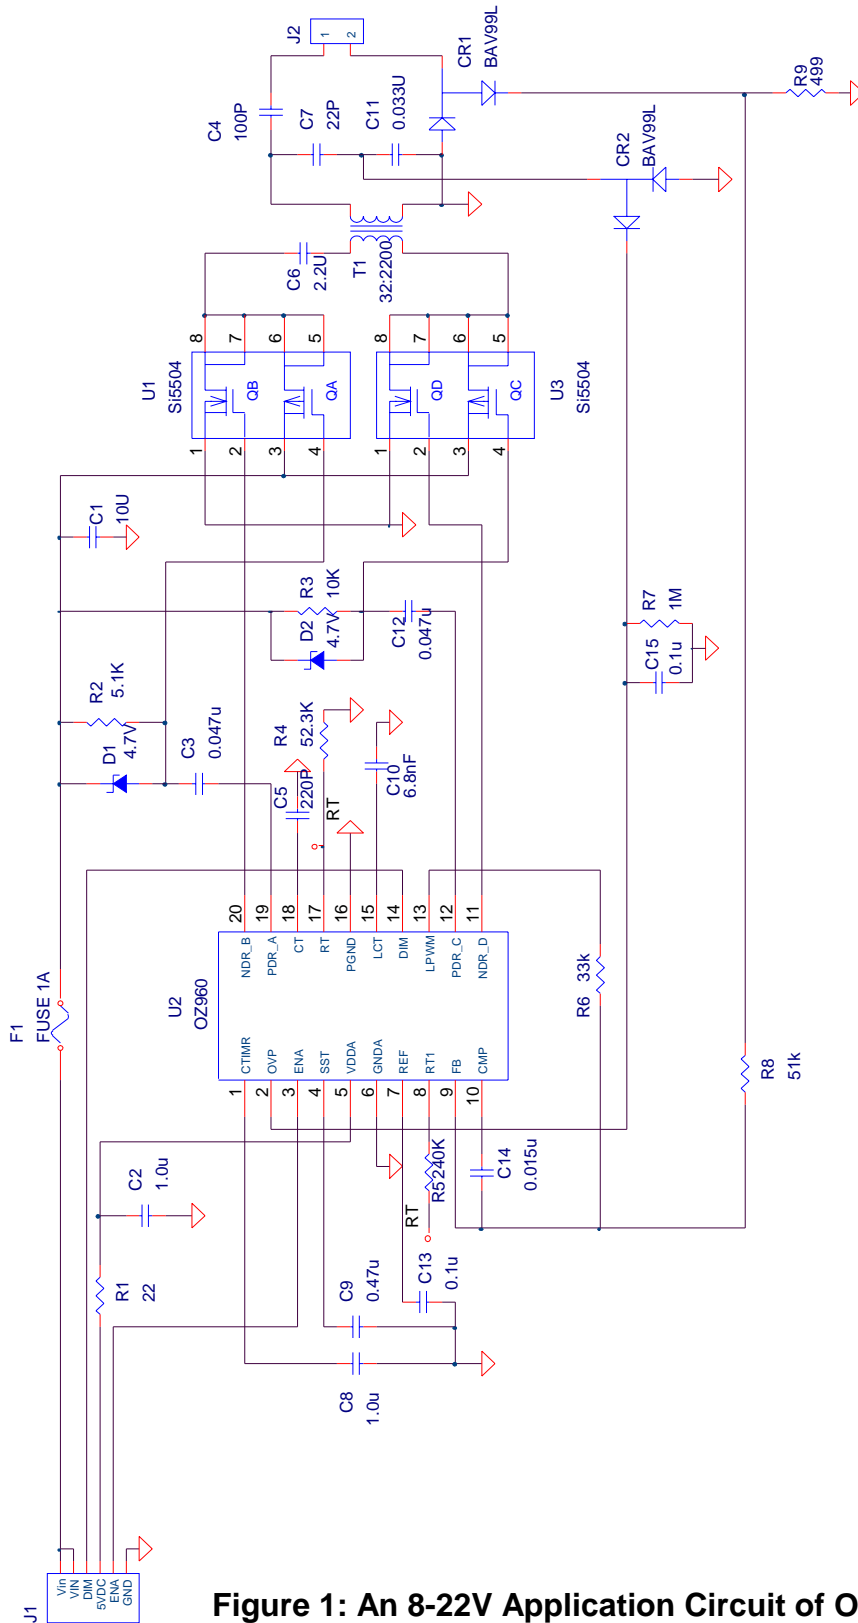 J1
Vin
VIN
DIM
5VDC
ENA
GND
F1
FUSE 1A
R1
22
C2
1.0u
C8
1.0u
C9
0.47u
C13
0.1u
RT
R5 240K
C14
0.015u
U2
OZ960
1 CTIMR
2 OVP
3 ENA
4 SST
5 VDDA
6 GNDA
7 REF
8 RT1
9 FB
10 CMP
20 NDR_B
19 PDR_A
18 CT
17 RT
16 PGND
15 LCT
14 DIM
13 LPWM
12 PDR_C
11 NDR_D
R6 33k
R8
51k
D1
4.7V
R2
5.1K
C3
0.047u
C5
220P
RT
R4
52.3K
C10
6.8nF
D2
4.7V
R3
10K
C12
0.047u
C1
10U
C15
0.1u
R7
1M
U1
Si5504
1
2
3
4
8
7
6
5
QB
QA
U3
Si5504
1
2
3
4
8
7
6
5
QD
QC
C6
2.2U
T1
32:2200
C4
100P
C7
22P
C11
0.033U
J2
1
2
CR1
BAV99L
CR2
BAV99L
R9
499
Figure 1: An 8-22V Application Circuit of O